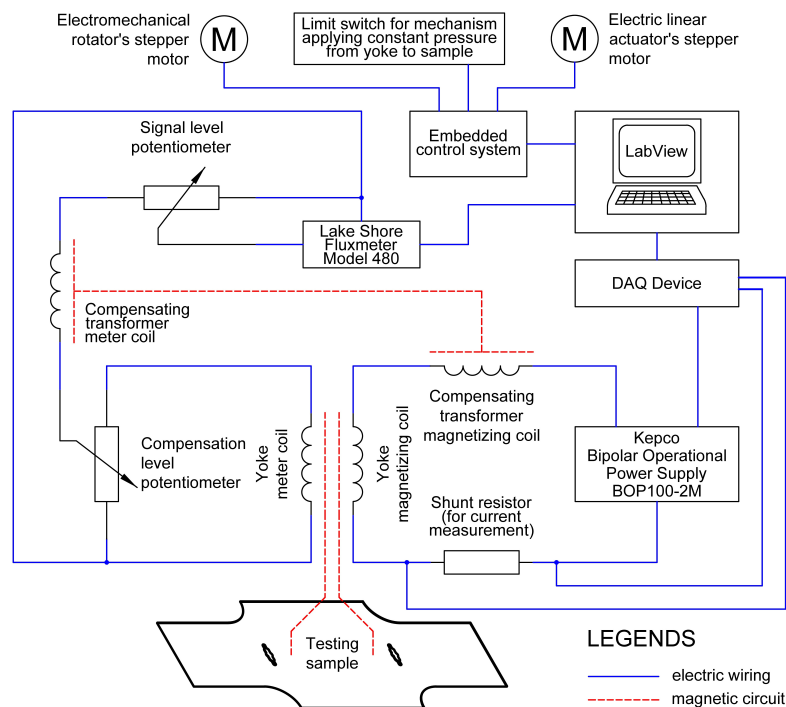 Electromechanical
rotator's stepper
motor
M
Limit switch for mechanism
applying constant pressure
from yoke to sample
M
Electric linear
actuator's stepper
motor
Signal level
potentiometer
Embedded
control system
LabView
Lake Shore
Fluxmeter
Model 480
DAQ Device
Compensating
transformer
meter coil
Compensating
transformer
magnetizing coil
Compensation
level
potentiometer
Yoke
meter coil
Yoke
magnetizing coil
Kepco
Bipolar Operational
Power Supply
BOP100-2M
Shunt resistor
(for current
measurement)
Testing
sample
LEGENDS
electric wiring
magnetic circuit